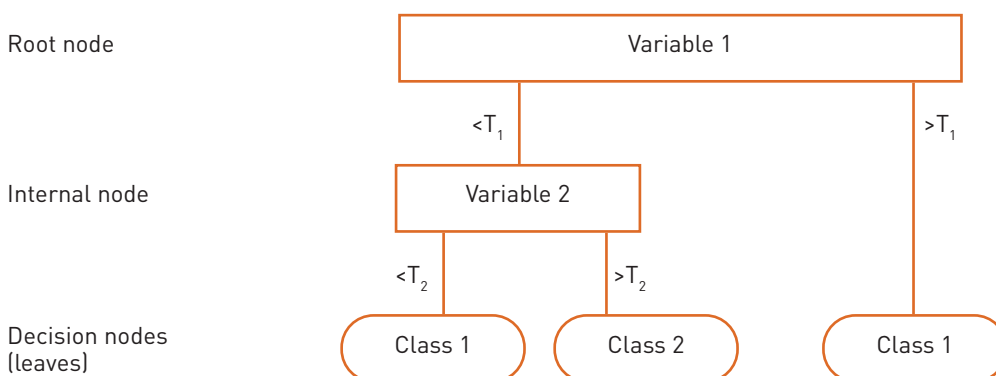 Root node
Variable 1
<T₁
>T₁
Internal node
Variable 2
<T₂
>T₂
Decision nodes
(leaves)
Class 1
Class 2
Class 1